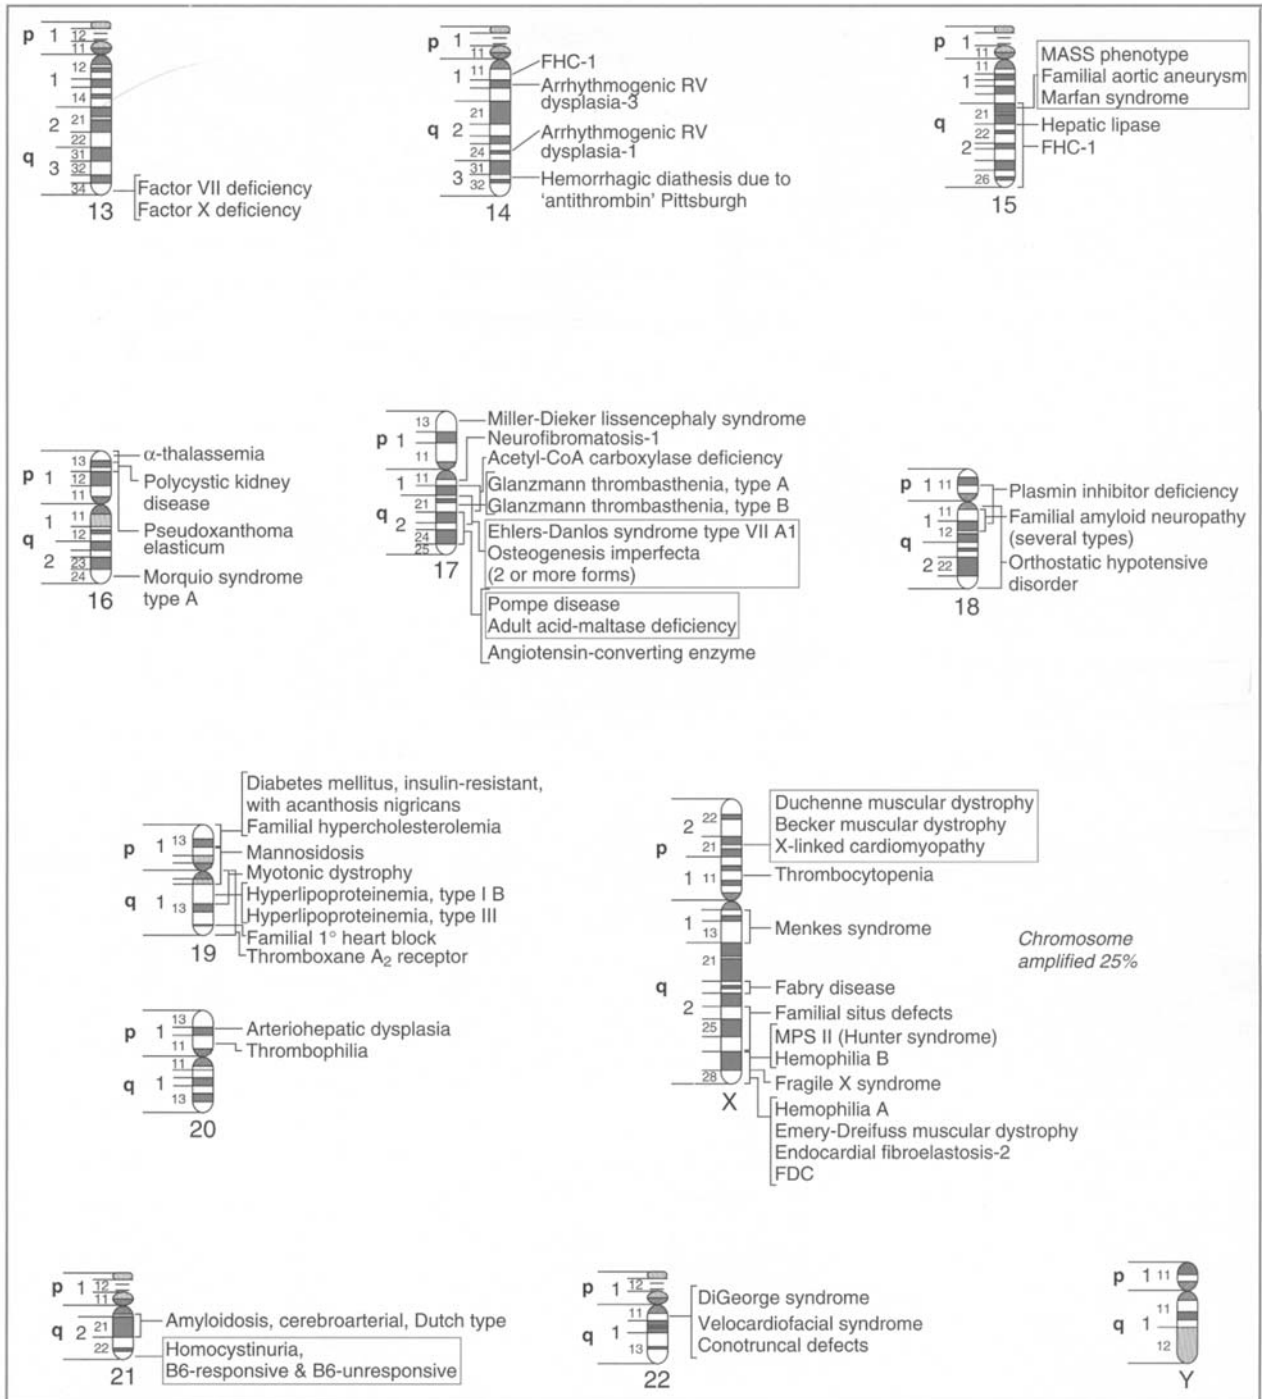 p 1 12
11
12
1
14
2 21
22
q
31
3 32
34
Factor VII deficiency
Factor X deficiency
13
p 1
11
1 11
21
q 2
24
31
3 32
FHC-1
Arrhythmogenic RV
dysplasia-3
Arrhythmogenic RV
dysplasia-1
Hemorrhagic diathesis due to
‘antithrombin’ Pittsburgh
14
p 1
11
11
1
q
21
22
2
26
MASS phenotype
Familial aortic aneurysm
Marfan syndrome
Hepatic lipase
FHC-1
15
13
p 1 12
11
1 11
12
q
2 23
24
α-thalassemia
Polycystic kidney
disease
Pseudoxanthoma
elasticum
Morquio syndrome
type A
16
13
p 1
11
1 11
21
q 2
24
25
Miller-Dieker lissencephaly syndrome
Neurofibromatosis-1
Acetyl-CoA carboxylase deficiency
Glanzmann thrombasthenia, type A
Glanzmann thrombasthenia, type B
Ehlers-Danlos syndrome type VII A1
Osteogenesis imperfecta
(2 or more forms)
Pompe disease
Adult acid-maltase deficiency
Angiotensin-converting enzyme
17
p 1 11
11
1 12
q
2 22
Plasmin inhibitor deficiency
Familial amyloid neuropathy
(several types)
Orthostatic hypotensive
disorder
18
p 1 13
q 1 13
Diabetes mellitus, insulin-resistant,
with acanthosis nigricans
Familial hypercholesterolemia
Mannosidosis
Myotonic dystrophy
Hyperlipoproteinemia, type I B
Hyperlipoproteinemia, type III
Familial 1° heart block
Thromboxane A2 receptor
19
13
p 1
11
11
q 1
13
Arteriohepatic dysplasia
Thrombophilia
20
22
2
p 21
1 11
1
13
21
q
2
25
28
Duchenne muscular dystrophy
Becker muscular dystrophy
X-linked cardiomyopathy
Thrombocytopenia
Menkes syndrome
Chromosome
amplified 25%
Fabry disease
Familial situs defects
MPS II (Hunter syndrome)
Hemophilia B
Fragile X syndrome
Hemophilia A
Emery-Dreifuss muscular dystrophy
Endocardial fibroelastosis-2
FDC
X
p 1 12
11
q 2 21
22
Amyloidosis, cerebroarterial, Dutch type
Homocystinuria,
B6-responsive & B6-unresponsive
21
p 1 12
11
q 1
13
DiGeorge syndrome
Velocardiofacial syndrome
Conotruncal defects
22
p 1 11
11
q 1
12
Y